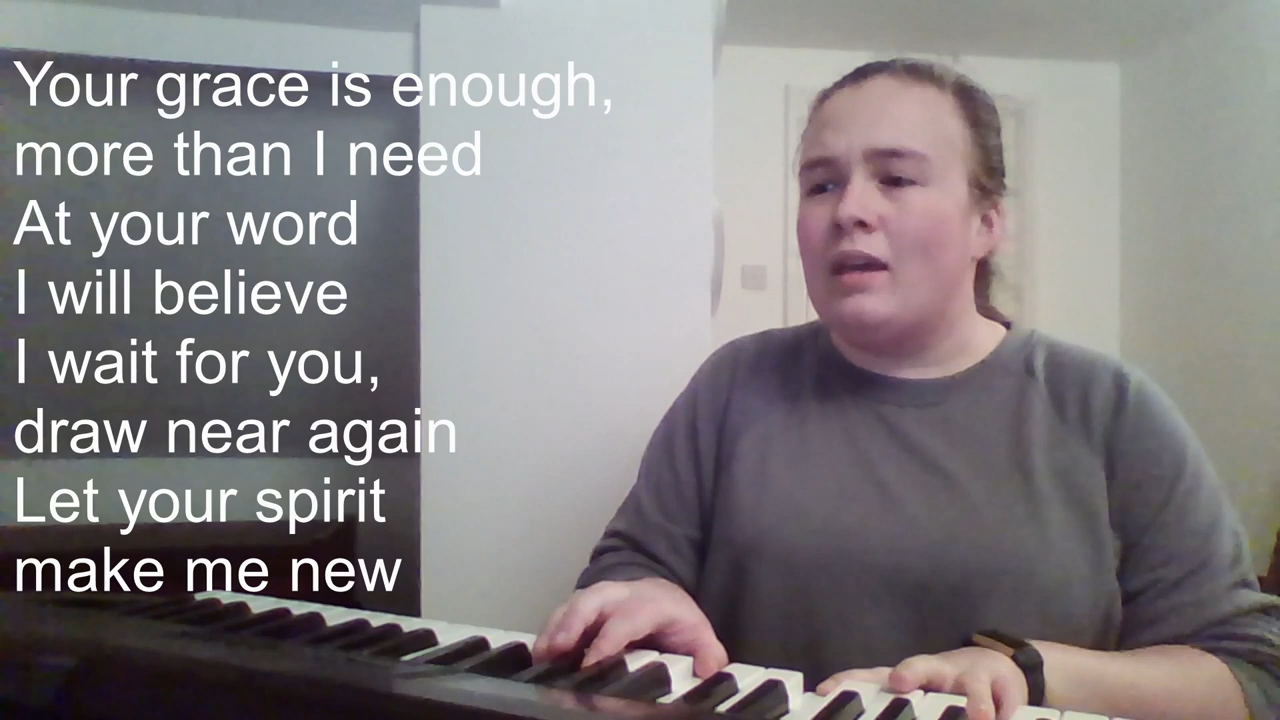 Your grace is enough,
more than I need
At your word
I will believe
I wait for you,
draw near again
Let your spirit
make me new